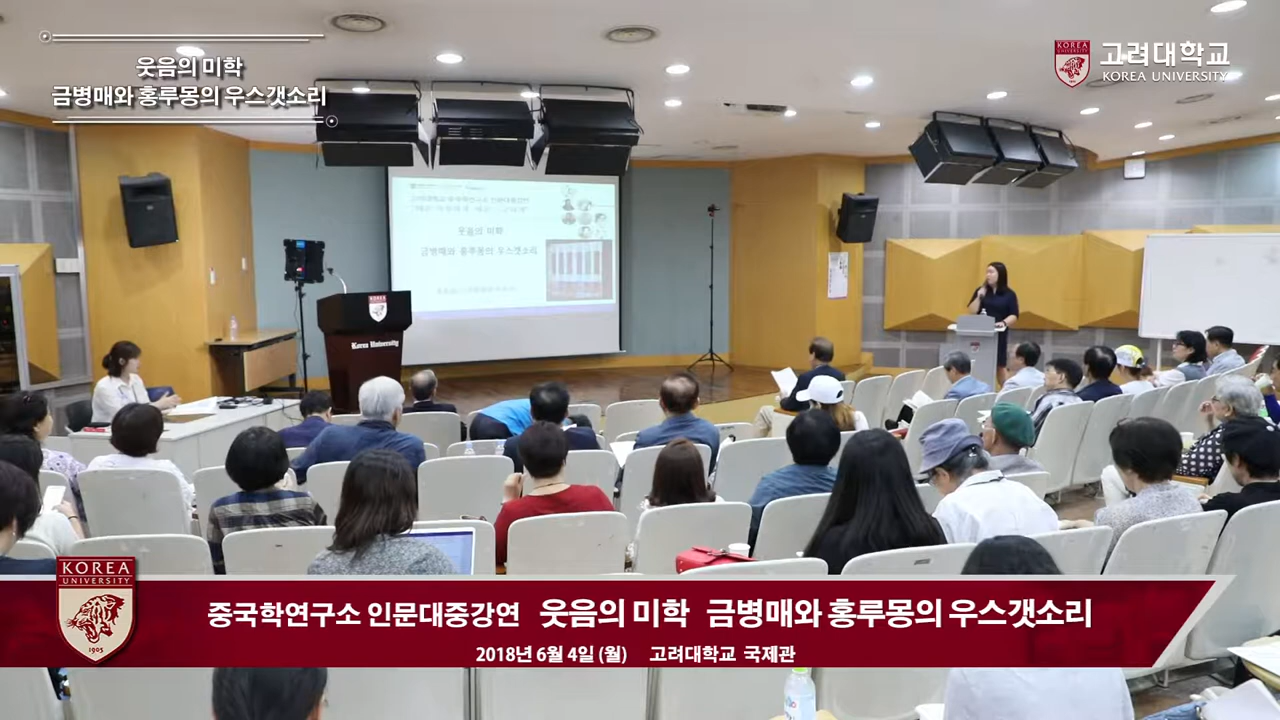 웃음의 미학
금병매와 홍루몽의 우스갯소리
KOREA
UNIVERSITY
고려대학교
KOREA UNIVERSITY
웃음의 미학
금병매와 홍루몽의 우스갯소리
KOREA
Korea University
KOREA
UNIVERSITY
1905
중국학연구소 인문대중강연 웃음의 미학 금병매와 홍루몽의 우스갯소리
2018년 6월 4일 (월) 고려대학교 국제관